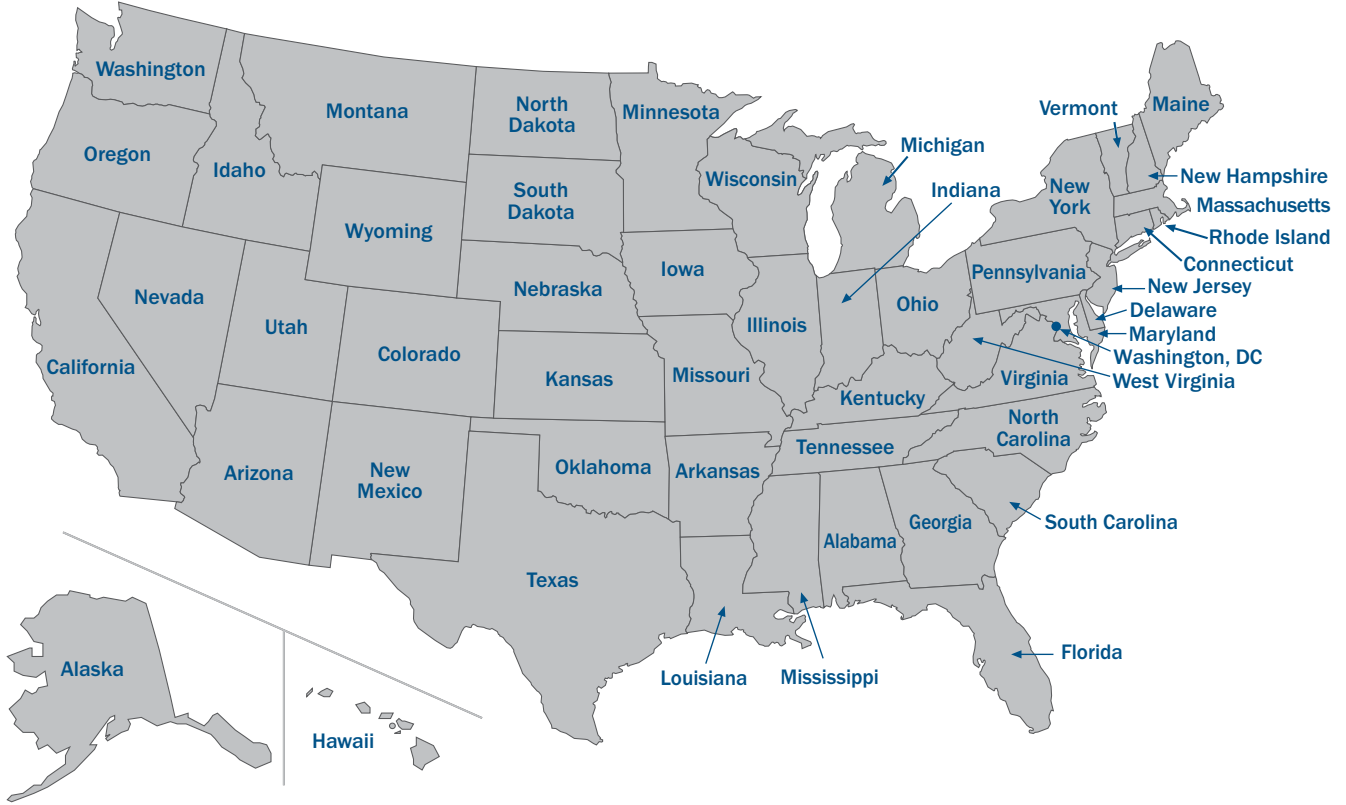 Washington
Montana
North
Dakota
Minnesota
Vermont
Maine
Oregon
Idaho
Michigan
Wisconsin
South
Dakota
Indiana
New
York
New Hampshire
Massachusetts
Wyoming
Rhode Island
Connecticut
Iowa
Pennsylvania
Nebraska
New Jersey
Nevada
Ohio
Delaware
Utah
Illinois
Maryland
Colorado
Washington, DC
California
Kansas
Missouri
Virginia
West Virginia
Kentucky
North
Carolina
Tennessee
Arizona
New
Mexico
Oklahoma
Arkansas
South Carolina
Georgia
Alabama
Texas
Florida
Alaska
Louisiana
Mississippi
Hawaii